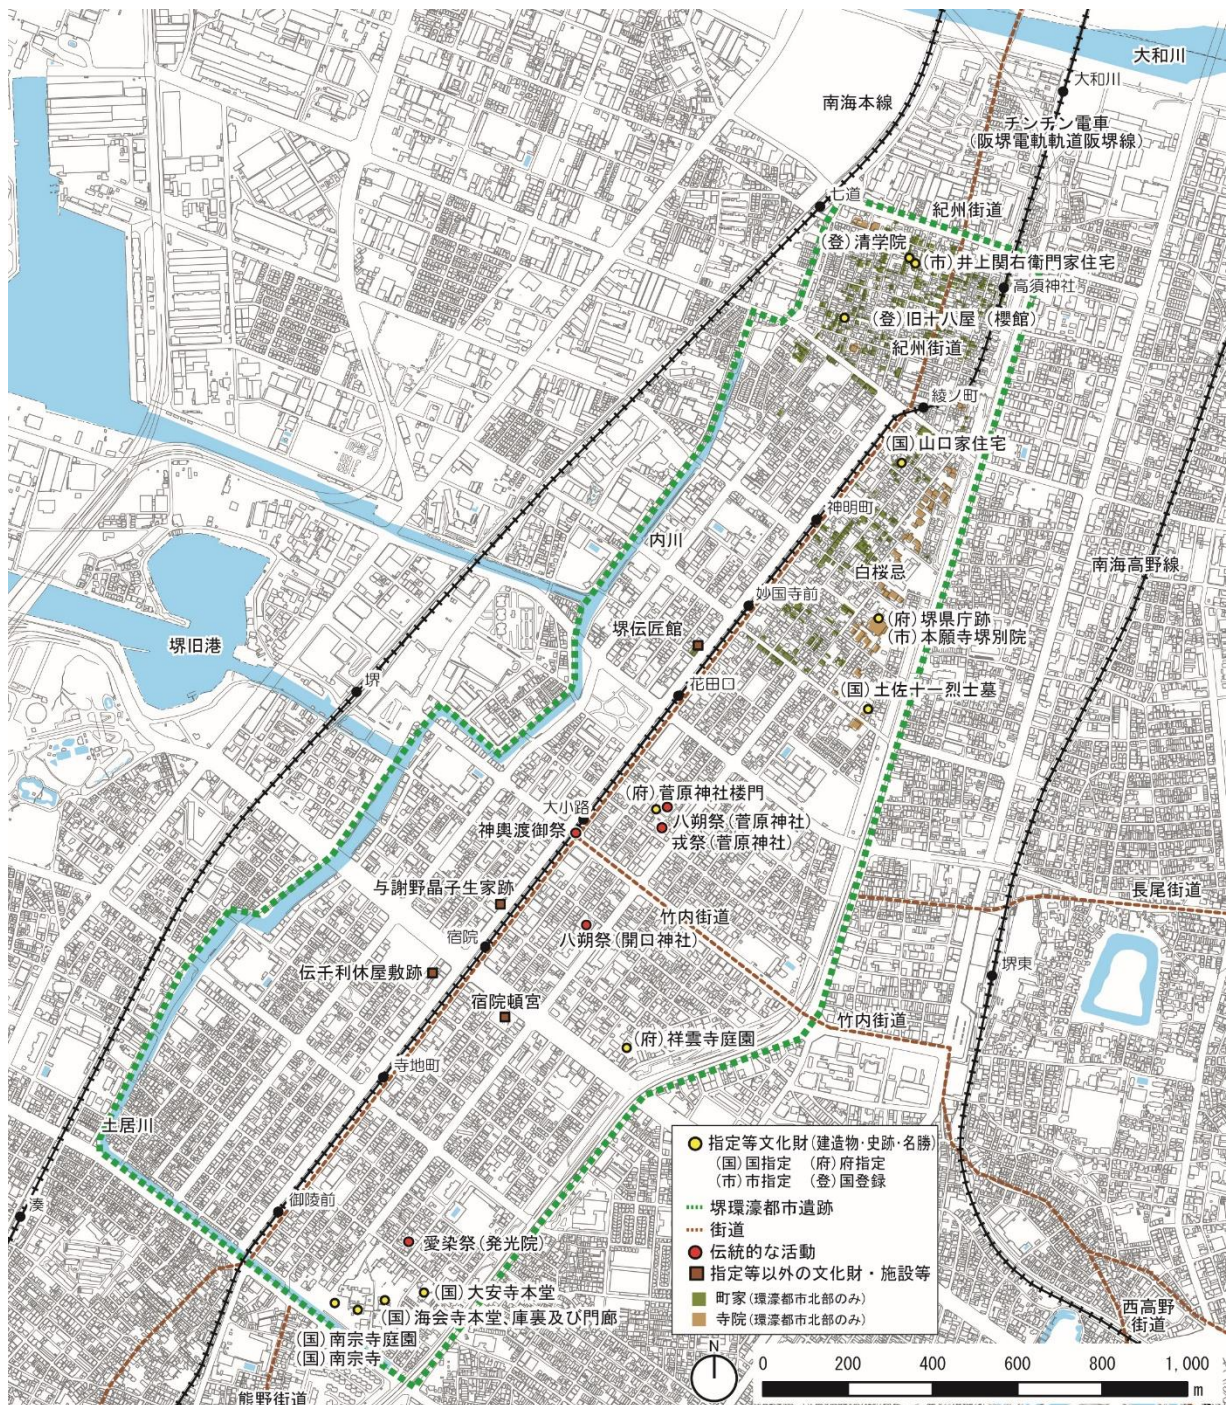 大和川
大和川
南海本線
チンチン電車
(阪堺電軌軌道阪堺線)
七道
紀州街道
(登)清学院
(市)井上関右衛門家住宅
高須神社
(登)旧十八屋(櫻館)
紀州街道
綾ノ町
(国)山口家住宅
神明町
内川
南海高野線
白桜忌
妙国寺前
(府)堺県庁跡
(市)本願寺堺別院
堺伝匠館
堺旧港
堺
花田口
(国)土佐十一烈士墓
(府)菅原神社楼門
大小路
八朔祭(菅原神社)
神輿渡御祭
戎祭(菅原神社)
与謝野晶子生家跡
長尾街道
竹内街道
八朔祭(開口神社)
宿院
伝千利休屋敷跡
堺東
宿院頓宮
竹内街道
(府)祥雲寺庭園
寺地町
土居川
御陵前
湊
愛染祭(発光院)
(国)大安寺本堂
(国)海会寺本堂、庫裏及び門廊
(国)南宗寺庭園
(国)南宗寺
熊野街道
西高野
街道
指定等文化財(建造物・史跡・名勝)
(国)国指定 (府)府指定
(市)市指定 (登)国登録
堺環濠都市遺跡
街道
伝統的な活動
指定等以外の文化財・施設等
町家(環濠都市北部のみ)
寺院(環濠都市北部のみ)
N
0 200 400 600 800 1,000
m